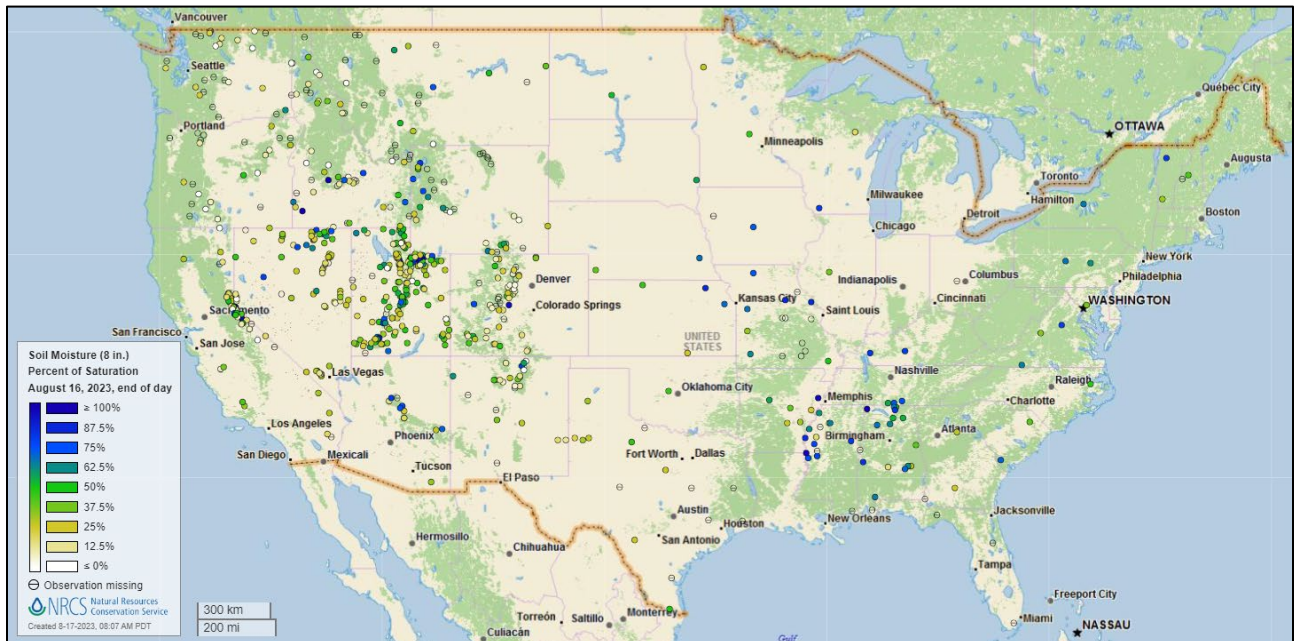 Vancouver
Seattle
Portland
Québec City
OTTAWA
Augusta
Minneapolis
Toronto
Hamilton
Milwaukee
Detroit
Boston
Chicago
New York
Philadelphia
Indianapolis
Columbus
Denver
Cincinnati
WASHINGTON
Colorado Springs
Kansas City
Saint Louis
Sacramento
San Francisco
San Jose
UNITED
STATES
Las Vegas
Nashville
Raleigh
Oklahoma City
Memphis
Charlotte
Los Angeles
Phoenix
Birmingham
Atlanta
San Diego
Mexicali
Tucson
Fort Worth
Dallas
El Paso
Austin
Jacksonville
Houston
New Orleans
San Antonio
Hermosillo
Chihuahua
Tampa
Freeport City
Monterrey
Torreón
Saltillo
Miami
Culiacán
Gulf
NASSAU
Soil Moisture (8 in.)
Percent of Saturation
August 16, 2023, end of day
≥ 100%
87.5%
75%
62.5%
50%
37.5%
25%
12.5%
≤ 0%
Observation missing
NRCS Natural Resources
Conservation Service
Created 8-17-2023, 08:07 AM PDT
300 km
200 mi